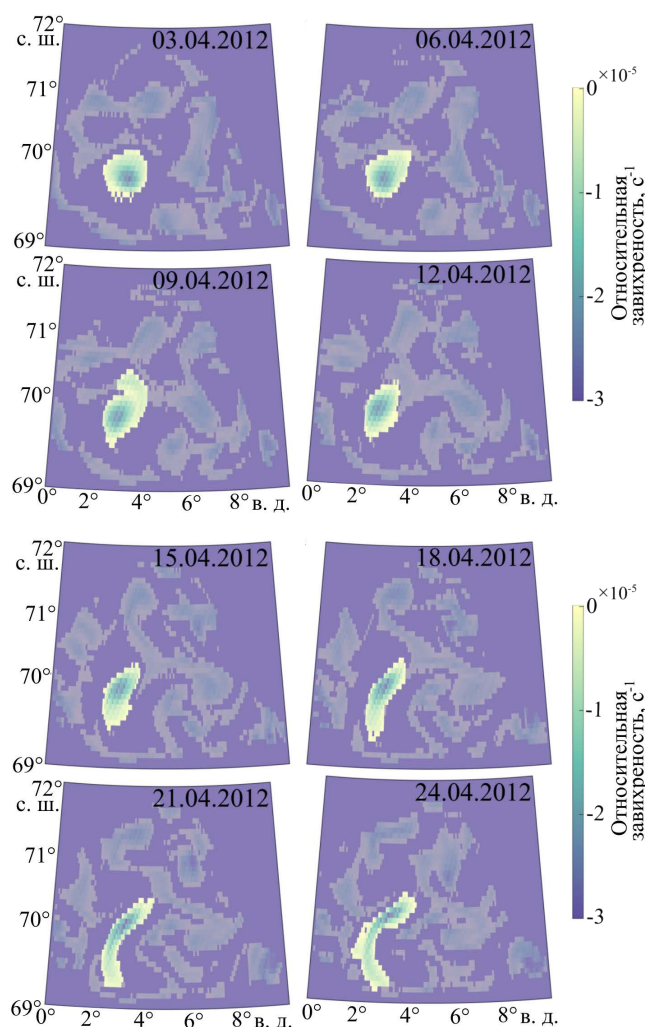 72°
с. ш.
03.04.2012
06.04.2012
71°
70°
69°
72°
09.04.2012
12.04.2012
71°
70°
69°
0° 2° 4° 6° 8° в. д.
0° 2° 4° 6° 8° в. д.
0 ×10⁻⁵
-1
-2
-3
Относительная
завихреность, с⁻¹
72°
с. ш.
15.04.2012
18.04.2012
71°
70°
69°
72°
с. ш.
21.04.2012
24.04.2012
71°
70°
69°
0° 2° 4° 6° 8° в. д.
0° 2° 4° 6° 8° в. д.
0 ×10⁻⁵
-1
-2
-3
Относительная
завихреность, с⁻¹